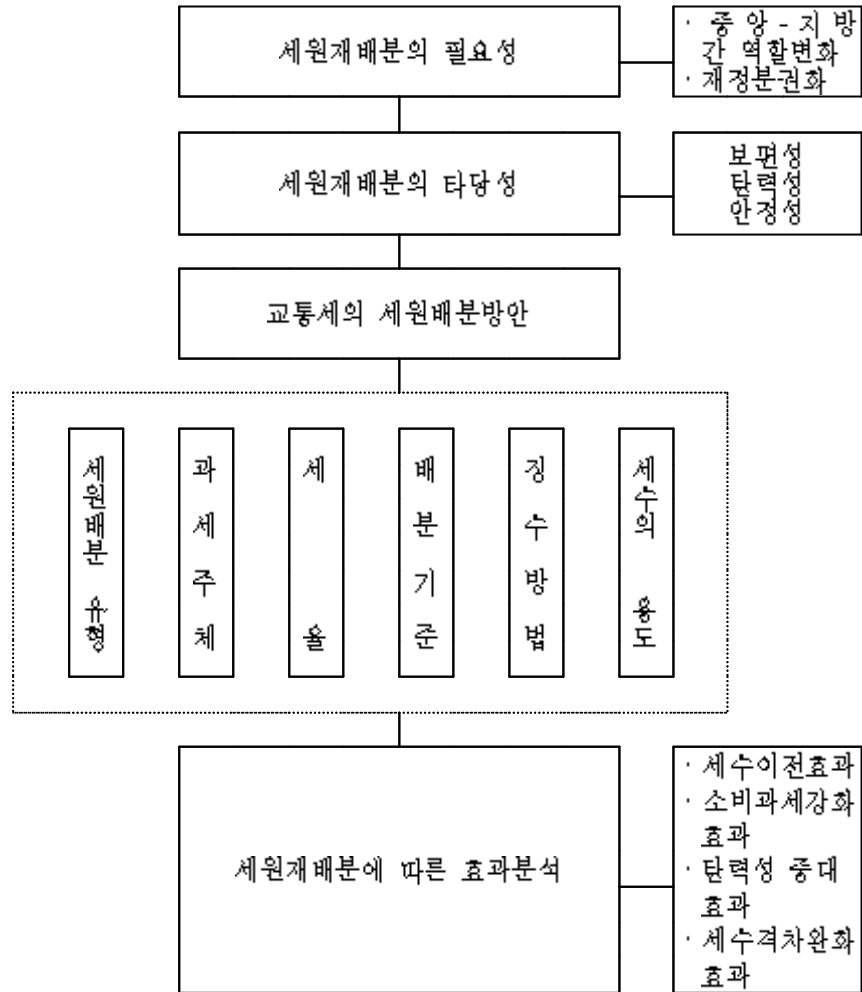 세원재배분의 필요성
· 중 앙 - 지 방
간 역할변화
· 재정분권화
세원재배분의 타당성
보편성
탄력성
안정성
교통세의 세원배분방안
세원배분 유형
과세주체
세율
배분기준
징수방법
세수의 용도
세원재배분에 따른 효과분석
· 세수이전효과
· 소비과세강화
효과
· 탄력성 증대
효과
· 세수격차완화
효과